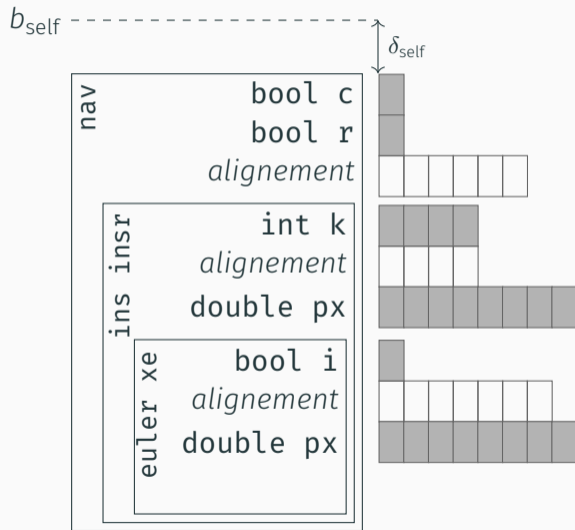 b_self
δ_self
nav
bool c
bool r
alignement
ins insr
int k
alignement
double px
euler xe
bool i
alignement
double px